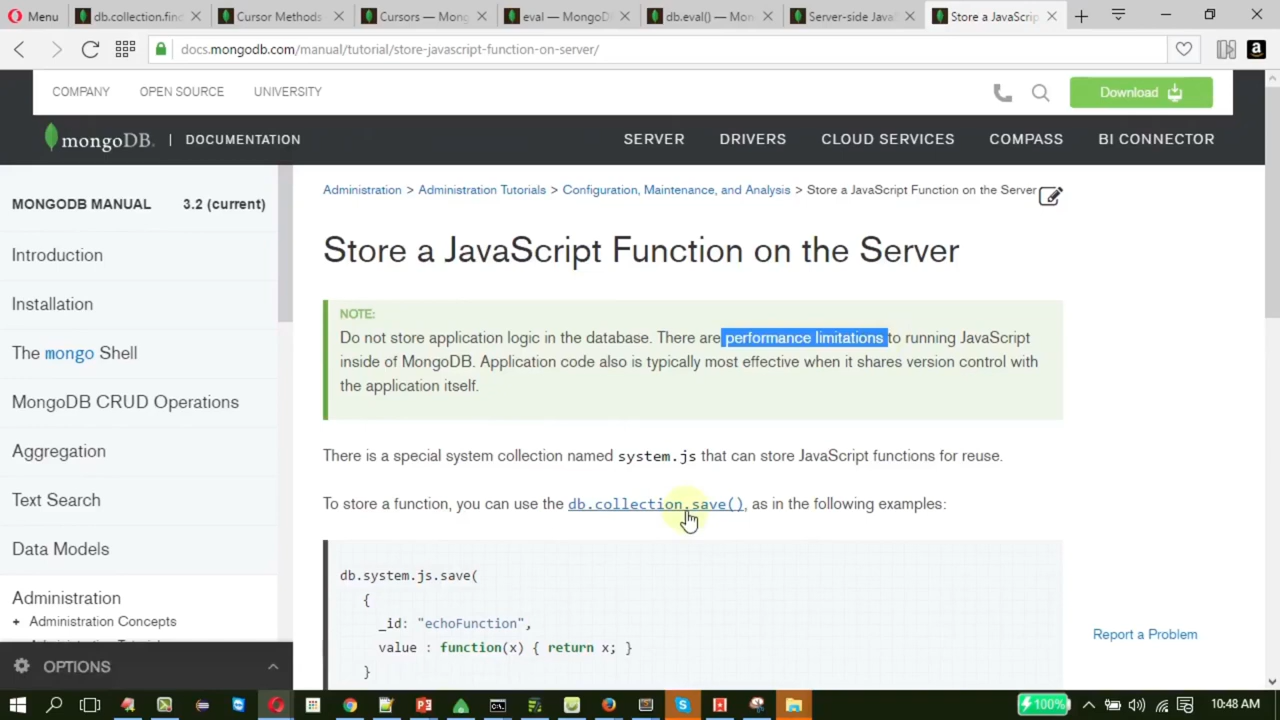 Menu
db.collection.fin
Cursor Methods
Cursors — Mong
eval — MongoD
db.eval() — Mon
Server-side Java
Store a JavaScrip
docs.mongodb.com/manual/tutorial/store-javascript-function-on-server/
COMPANY OPEN SOURCE UNIVERSITY
Download
mongoDB. | DOCUMENTATION
SERVER DRIVERS CLOUD SERVICES COMPASS BI CONNECTOR
MONGODB MANUAL 3.2 (current)
Introduction
Installation
The mongo Shell
MongoDB CRUD Operations
Aggregation
Text Search
Data Models
Administration
+ Administration Concepts
OPTIONS
Administration > Administration Tutorials > Configuration, Maintenance, and Analysis > Store a JavaScript Function on the Server
Store a JavaScript Function on the Server
NOTE:
Do not store application logic in the database. There are performance limitations to running JavaScript
inside of MongoDB. Application code also is typically most effective when it shares version control with
the application itself.
There is a special system collection named system.js that can store JavaScript functions for reuse.
To store a function, you can use the db.collection.save(), as in the following examples:
db.system.js.save(
{
_id: "echoFunction",
value : function(x) { return x; }
}
Report a Problem
100%
10:48 AM